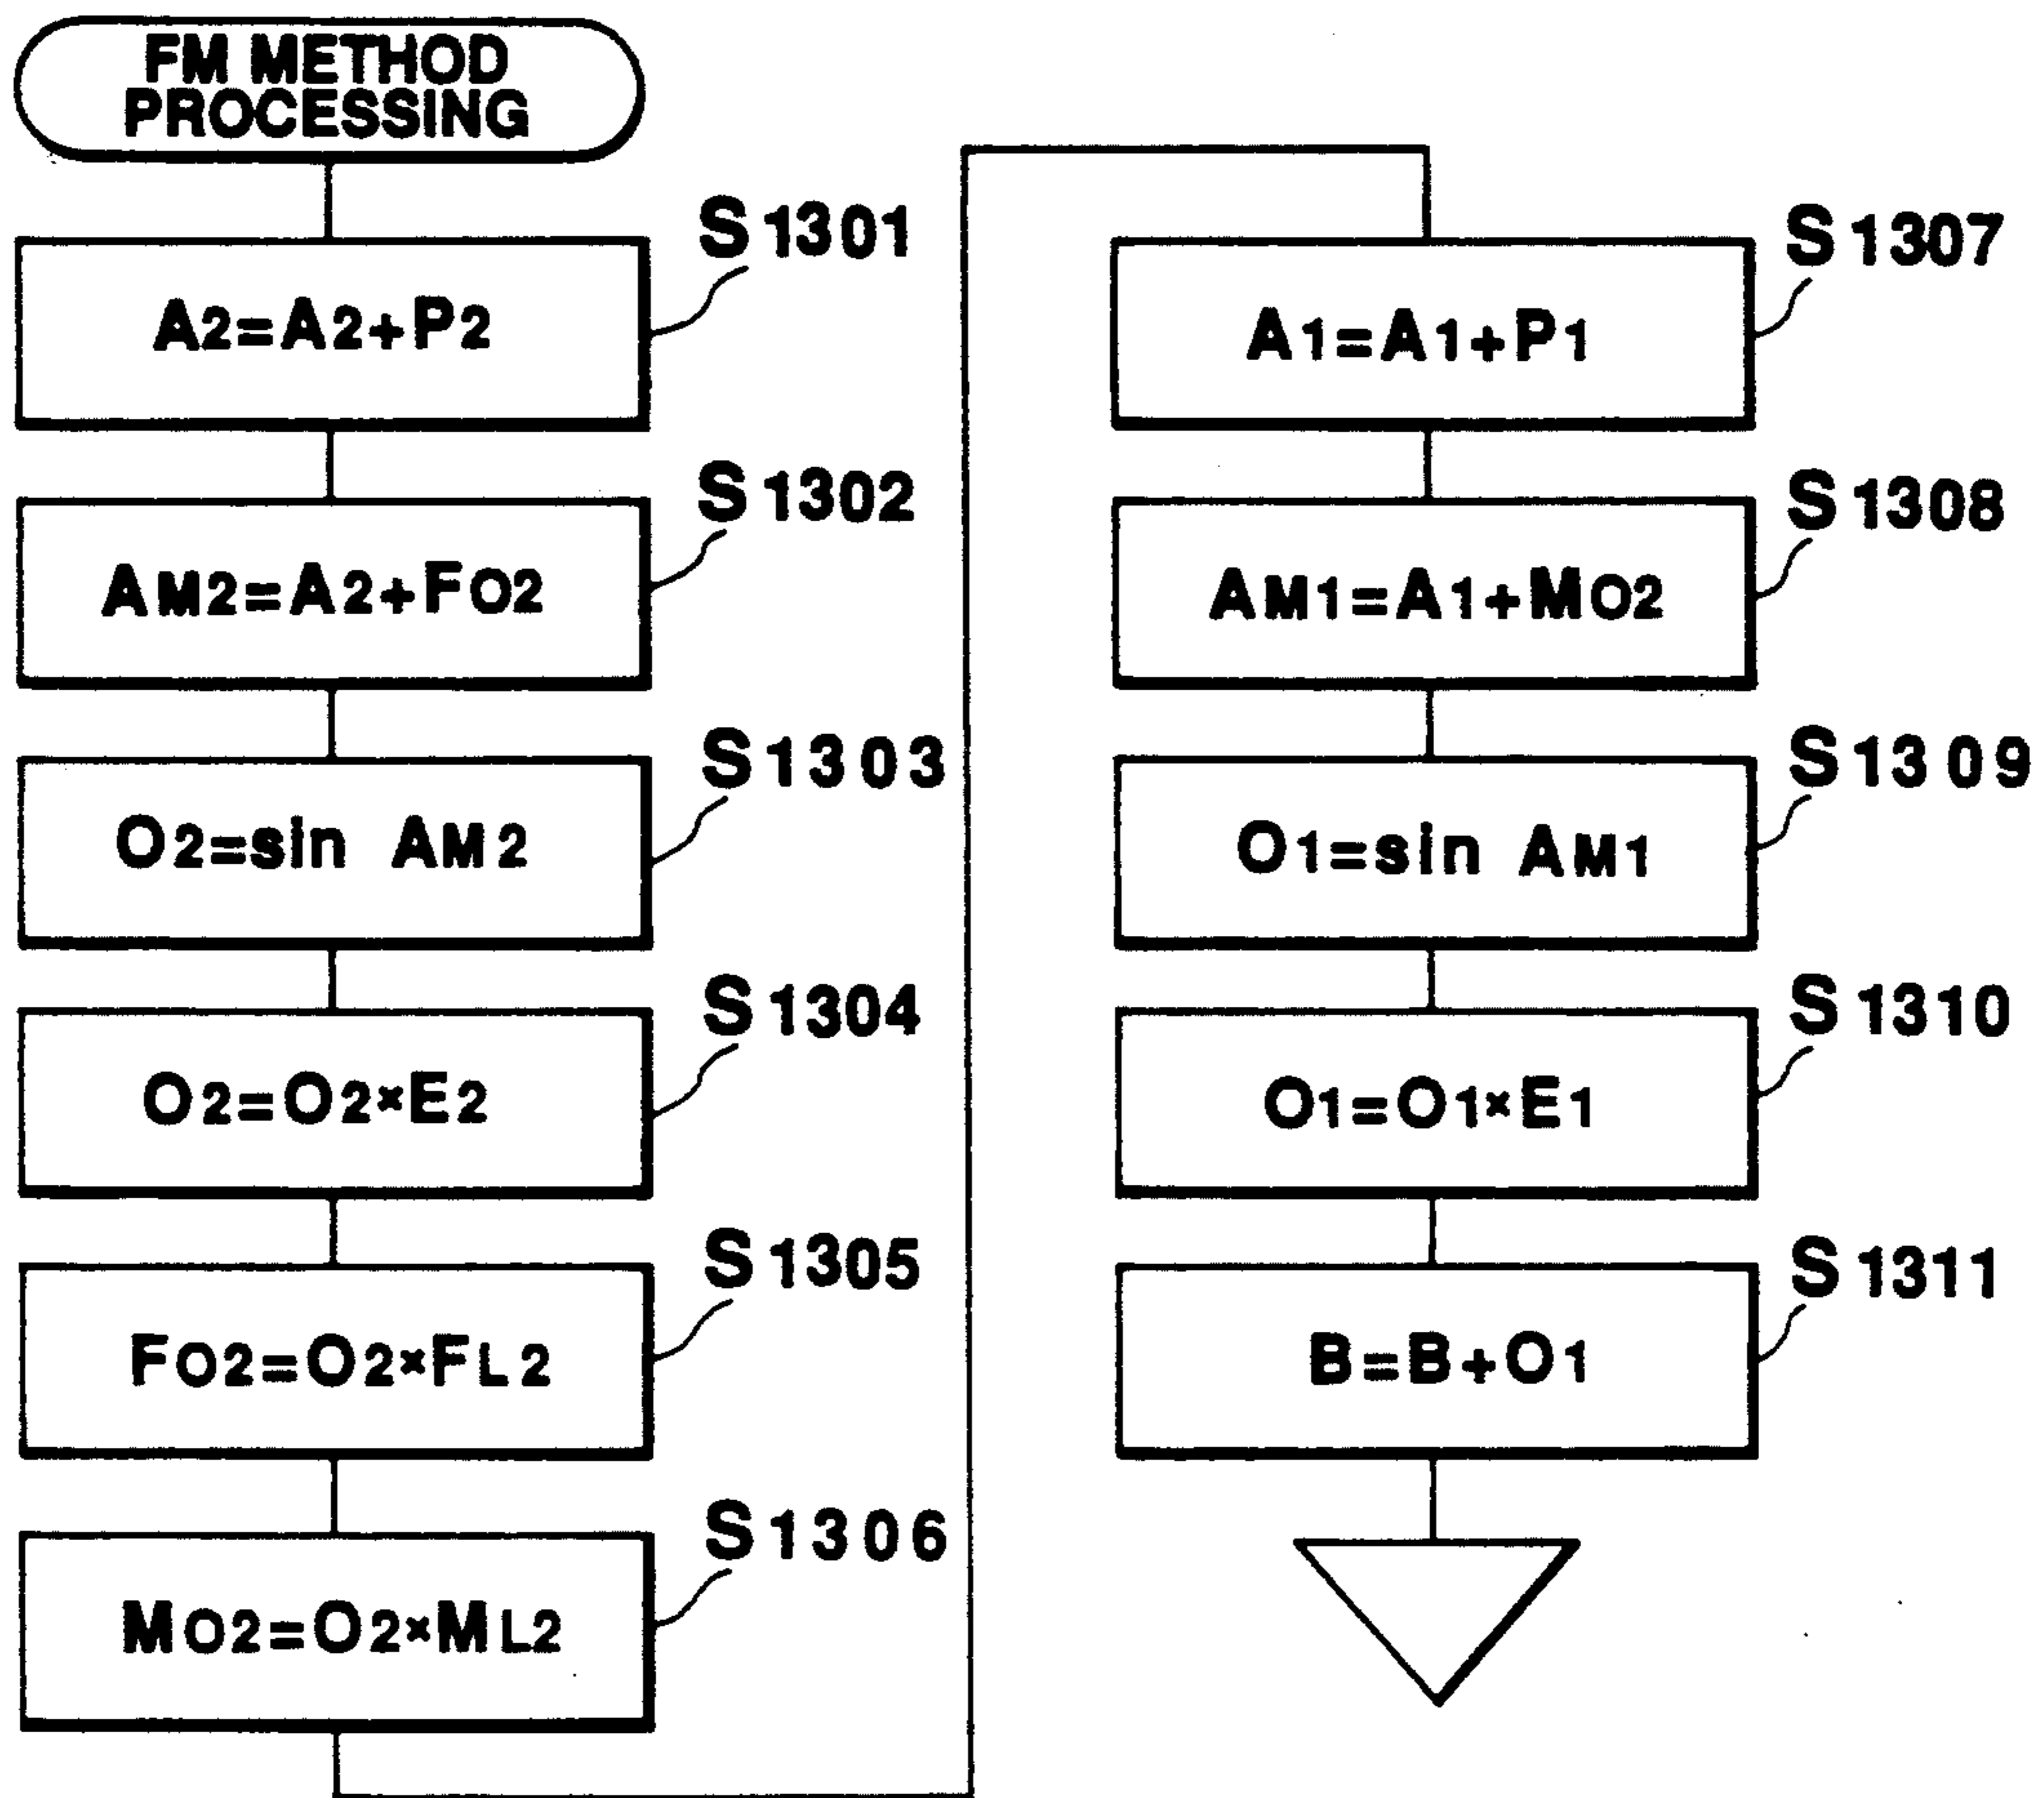 FM METHOD
PROCESSING
S1301
A2=A2+P2
S1302
AM2=A2+FO2
S1303
O2=sin AM2
S1304
O2=O2×E2
S1305
FO2=O2×FL2
S1306
MO2=O2×ML2
S1307
A1=A1+P1
S1308
AM1=A1+MO2
S1309
O1=sin AM1
S1310
O1=O1×E1
S1311
B=B+O1